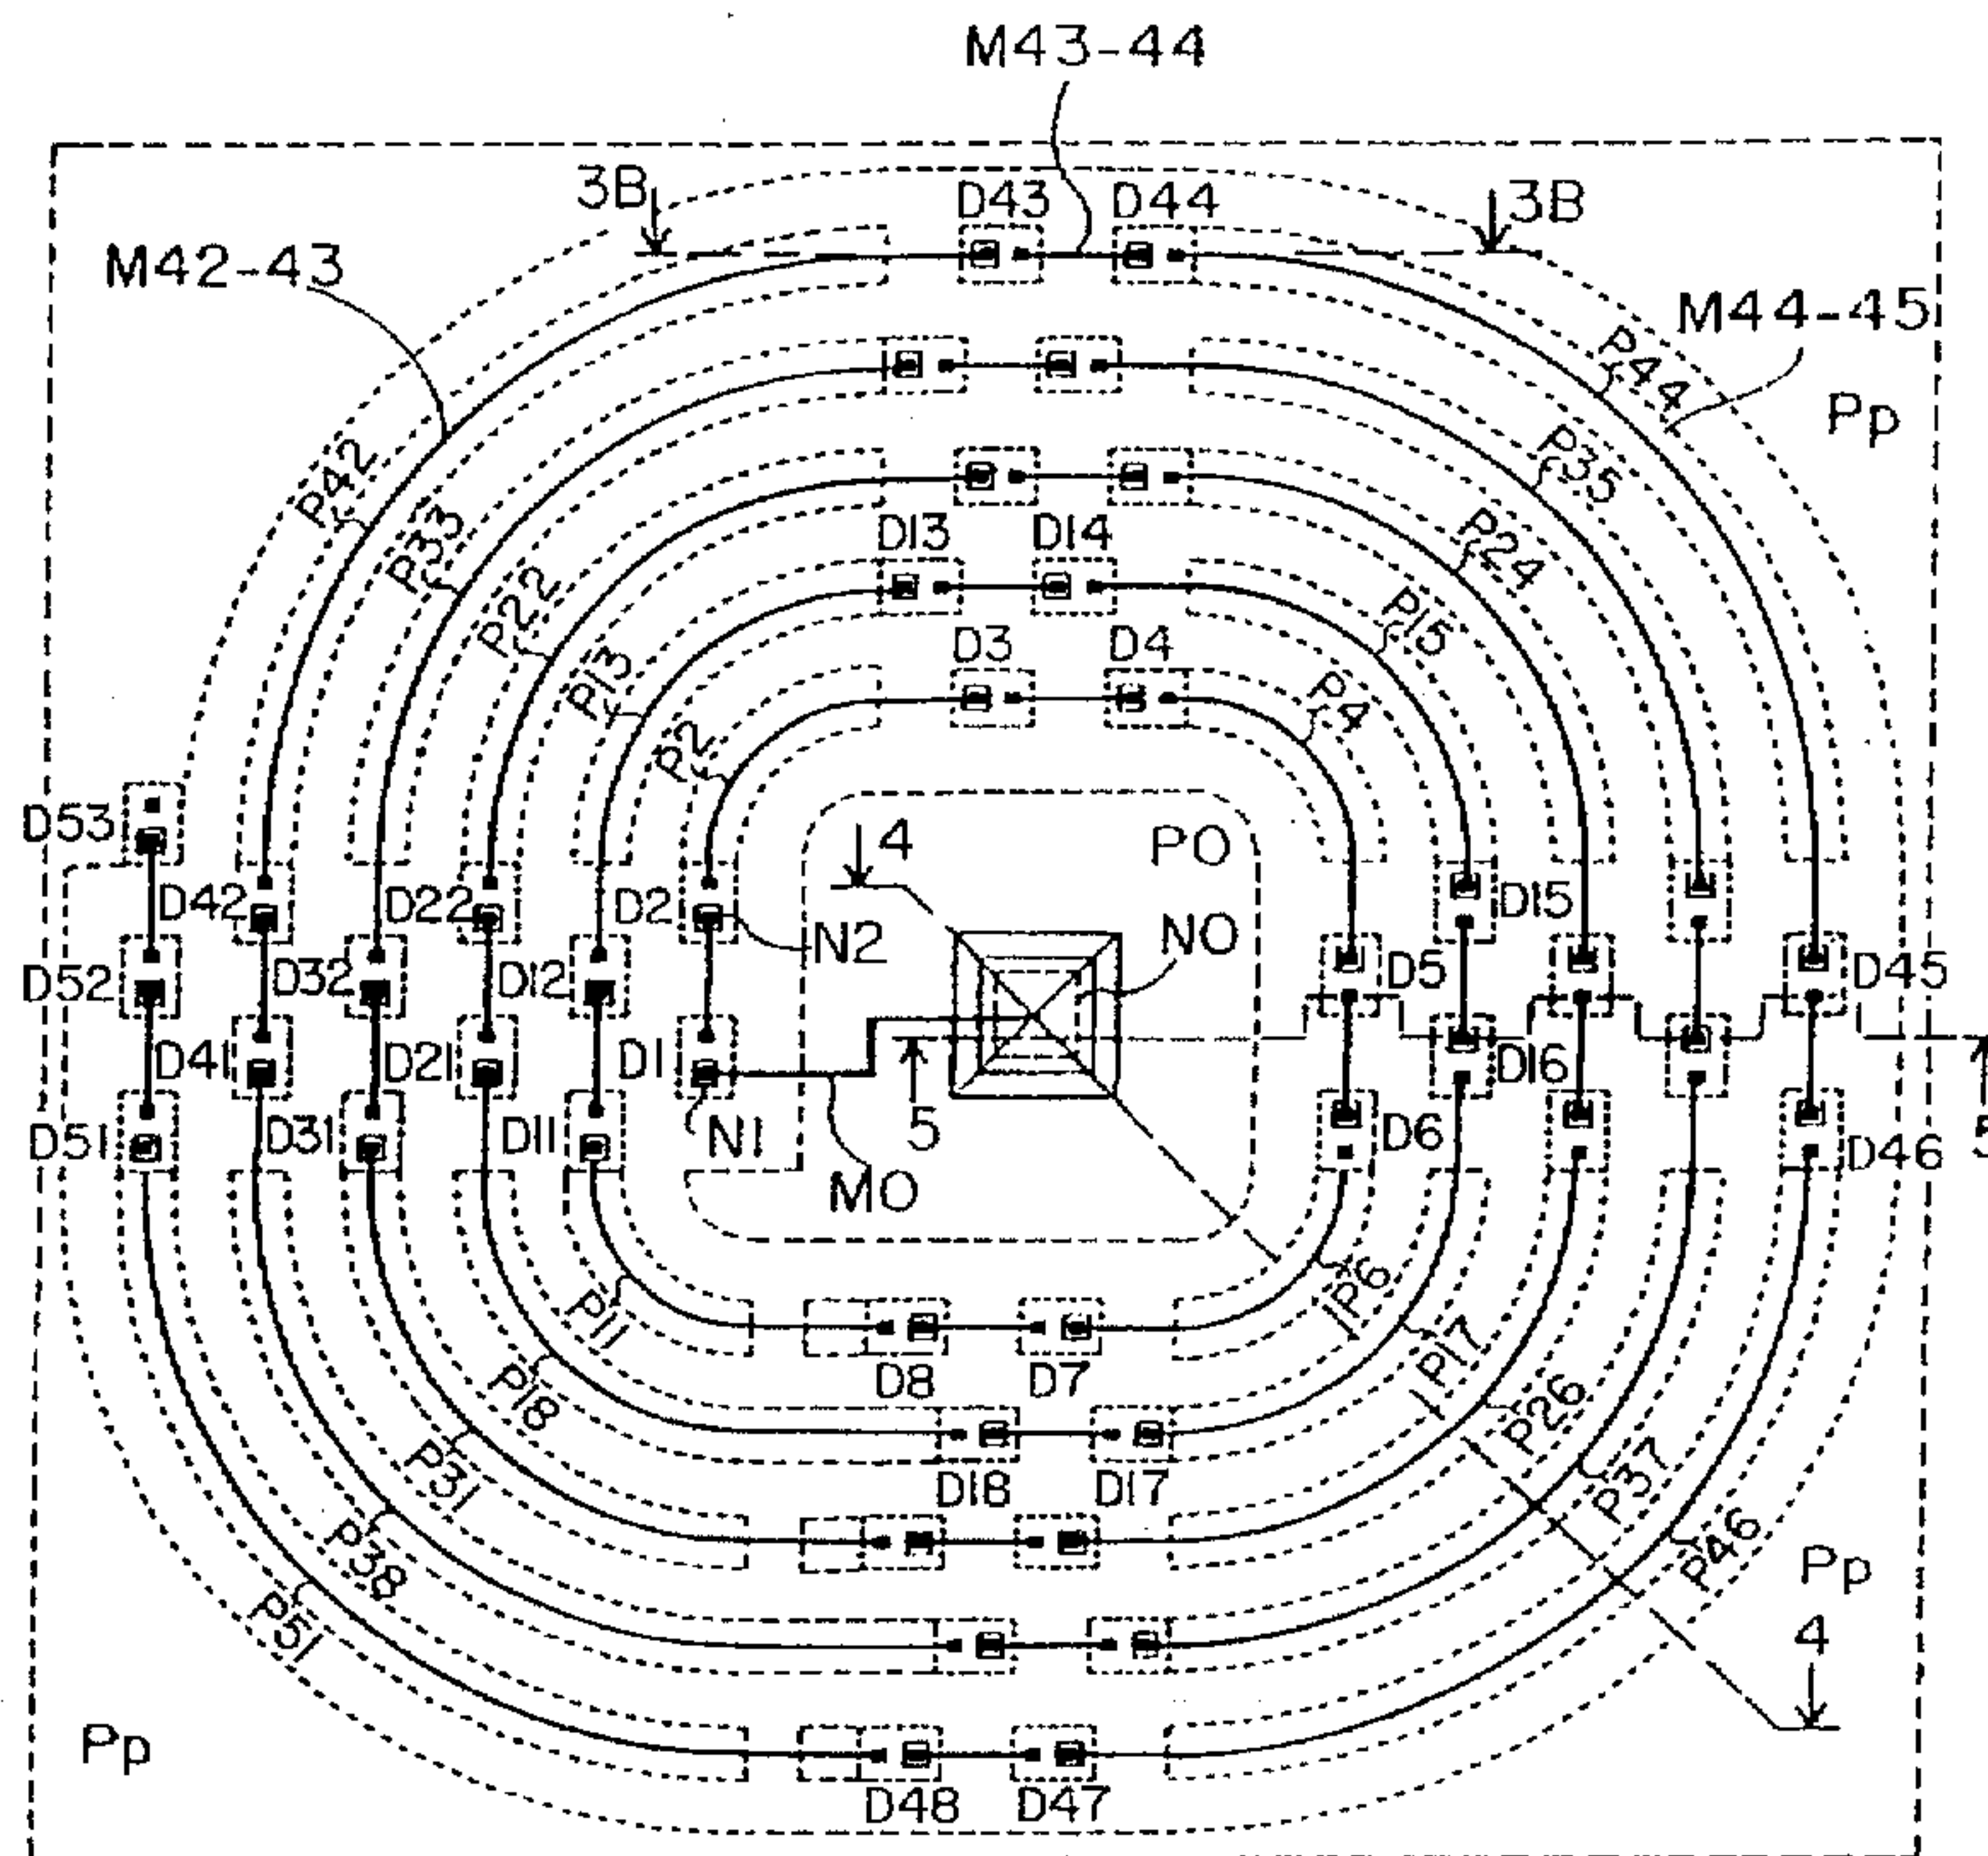 M43-44
3B
D43
D44
3B
M42-43
M44-45
P44
Pp
P42
P35
P33
D13
D14
P24
P22
P15
P13
D3
D4
P4
P2
D53
4
PO
D42
D22
D2
D15
N2
NO
D52
D32
D12
D5
D45
D41
D21
D1
D16
D51
D31
D11
N1
5
D6
D46
5
MO
P11
P6
D8
D7
P17
P18
P26
P31
D18
D17
P37
P38
P46
Pp
P51
4
Pp
D48
D47